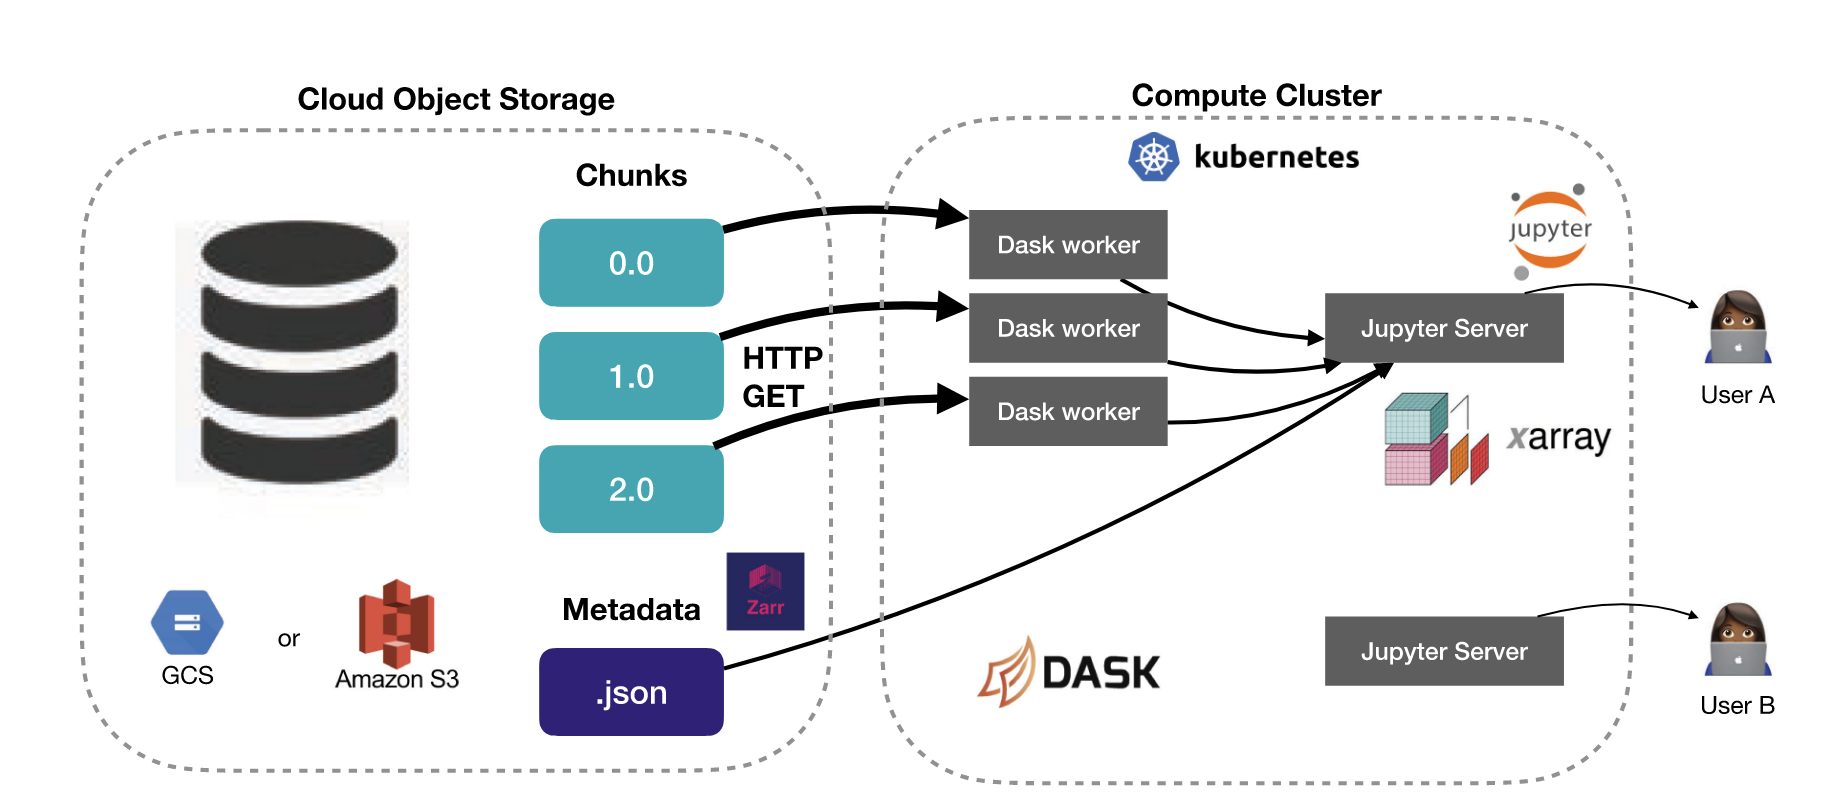 Cloud Object Storage
Chunks
0.0
1.0
2.0
HTTP
GET
Metadata
Zarr
.json
GCS
or
Amazon S3
Compute Cluster
kubernetes
Dask worker
Dask worker
Dask worker
jupyter
Jupyter Server
xarray
DASK
Jupyter Server
User A
User B